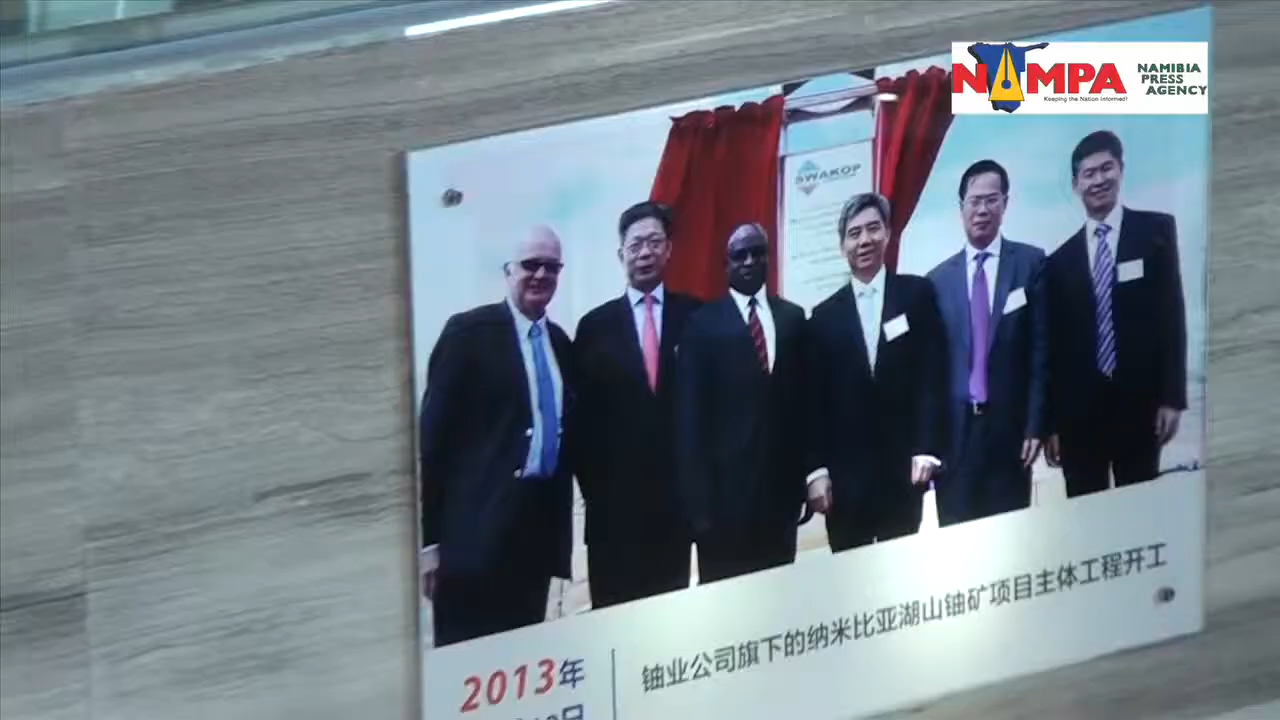 NAMPA
NAMIBIA
PRESS
AGENCY
Keeping the Nation Informed!
SWAKOP
2013年
铀业公司旗下的纳米比亚湖山铀矿项目主体工程开工